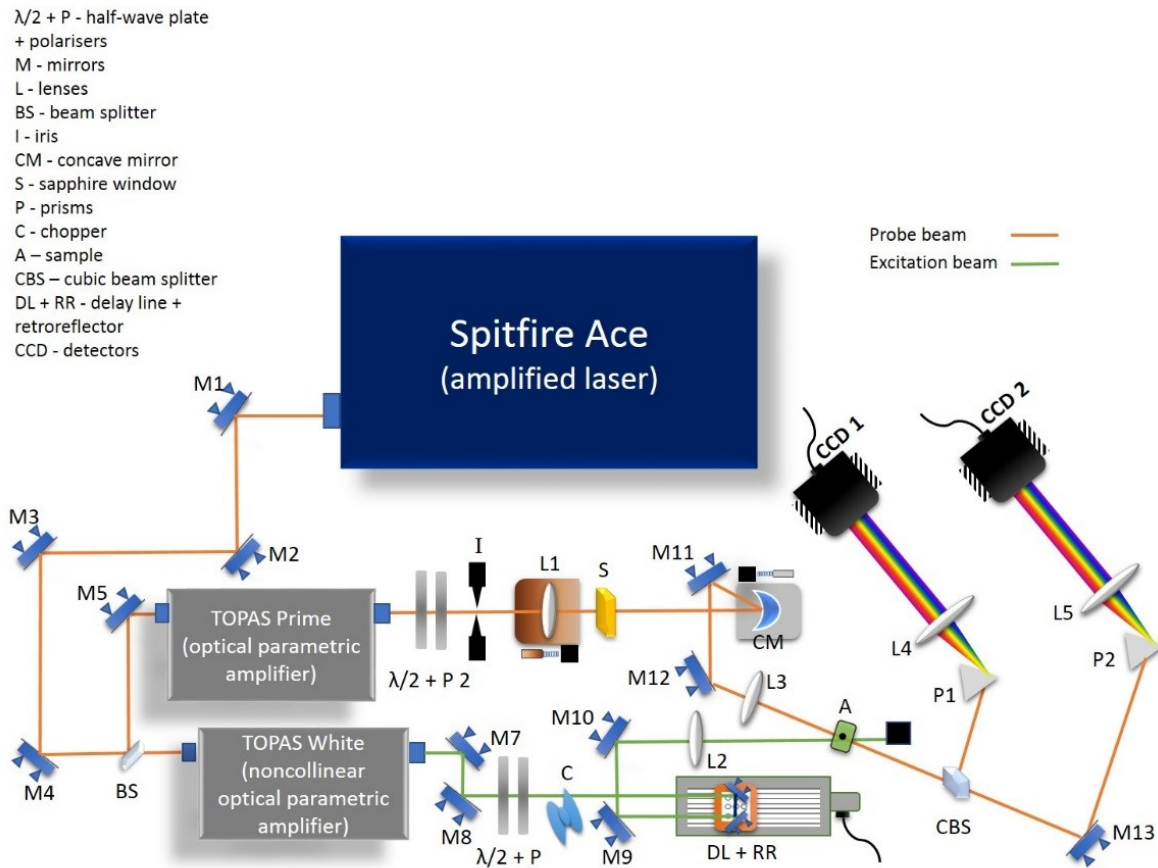 λ/2 + P - half-wave plate
+ polarisers
M - mirrors
L - lenses
BS - beam splitter
I - iris
CM - concave mirror
S - sapphire window
P - prisms
C - chopper
A – sample
CBS – cubic beam splitter
DL + RR - delay line +
retroreflector
CCD - detectors
Probe beam
Excitation beam
Spitfire Ace
(amplified laser)
M1
CCD 1
CCD 2
M3
M2
M5
I
L1
S
M11
CM
TOPAS Prime
(optical parametric
amplifier)
λ/2 + P 2
L4
L5
P1
P2
M12
L3
A
M10
M7
TOPAS White
(noncollinear
optical parametric
amplifier)
M4
BS
C
L2
M8
λ/2 + P
M9
DL + RR
CBS
M13